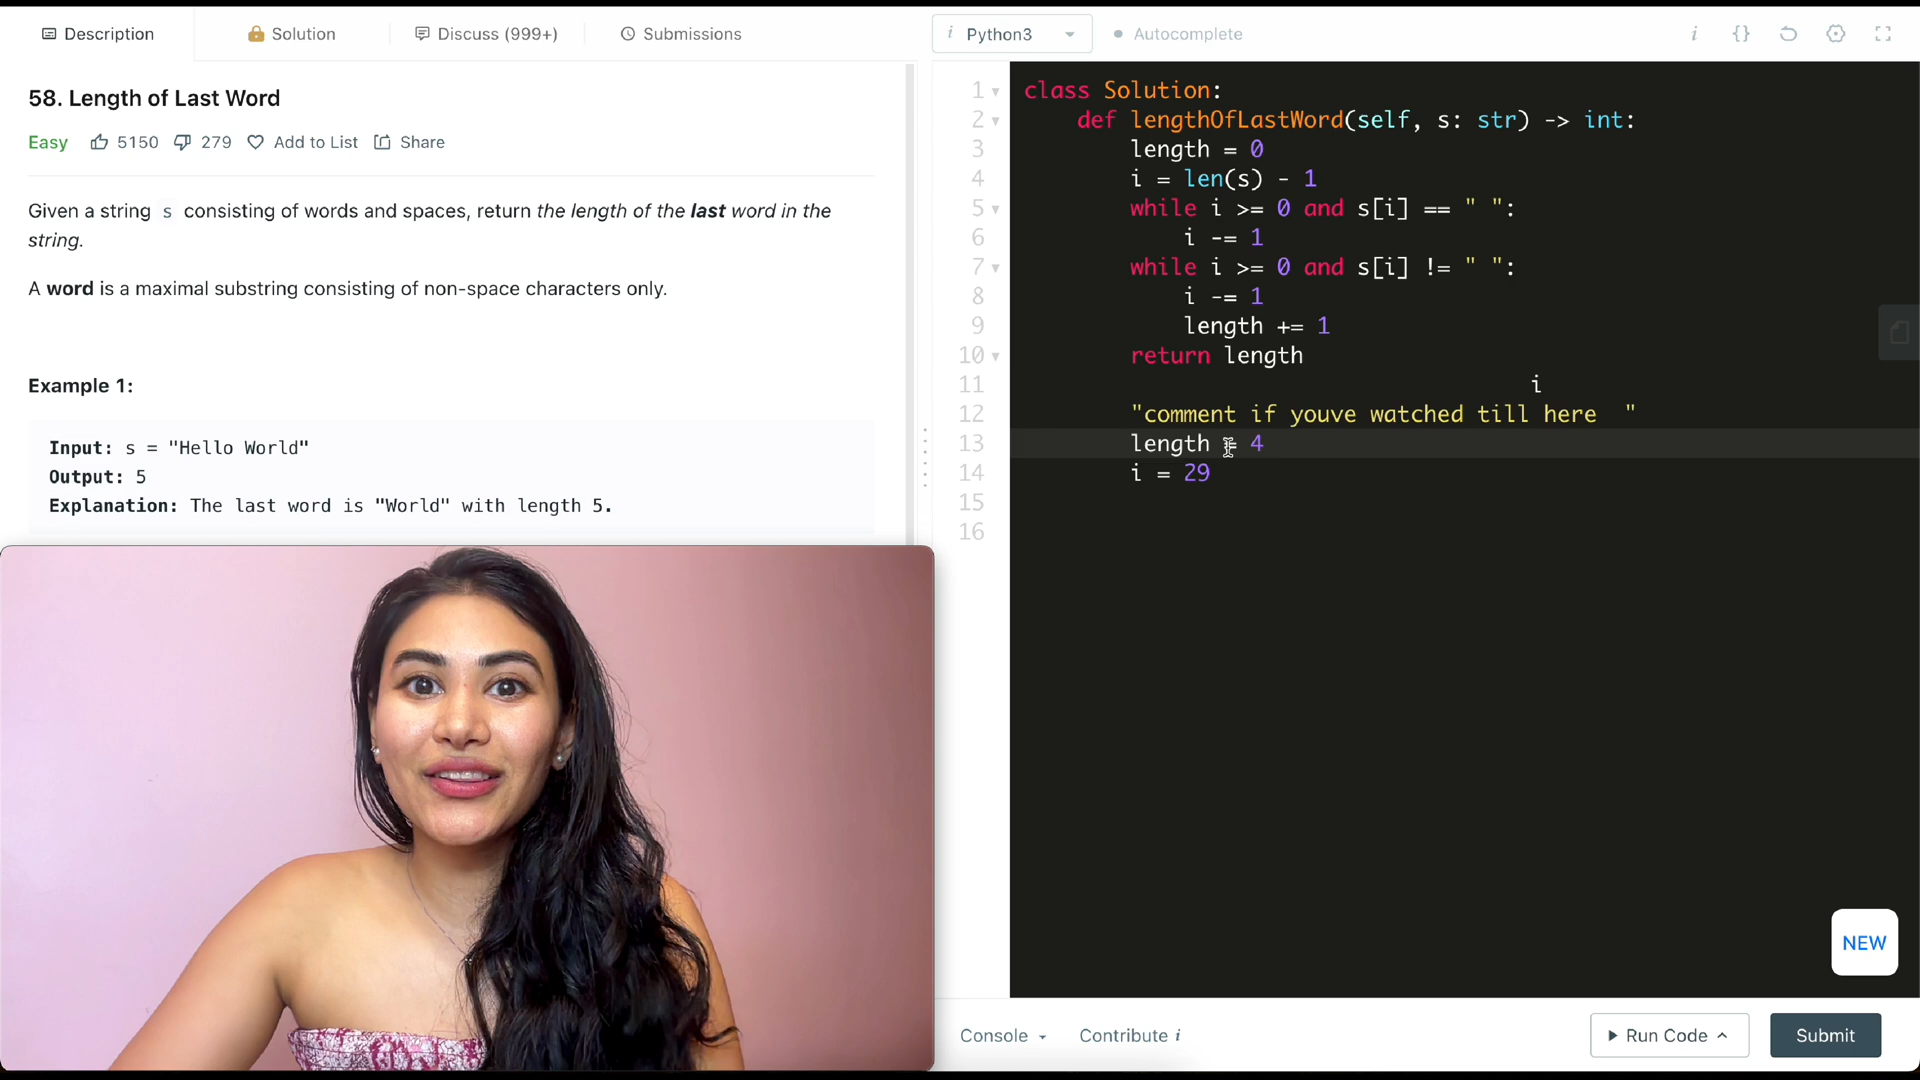 Description
Solution
Discuss (999+)
Submissions
58. Length of Last Word
Easy 5150 279 Add to List Share
Given a string s consisting of words and spaces, return the length of the last word in the
string.
A word is a maximal substring consisting of non-space characters only.
Example 1:
Input: s = "Hello World"
Output: 5
Explanation: The last word is "World" with length 5.
i Python3
Autocomplete
i {}
1 class Solution:
2 def lengthOfLastWord(self, s: str) -> int:
3 length = 0
4 i = len(s) - 1
5 while i >= 0 and s[i] == " ":
6 i -= 1
7 while i >= 0 and s[i] != " ":
8 i -= 1
9 length += 1
10 return length
11 i
12 "comment if youve watched till here  "
13 length = 4
14 i = 29
15
16
NEW
Console
Contribute i
Run Code
Submit